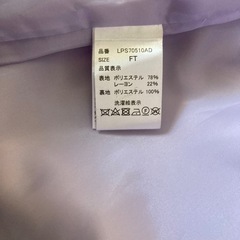 品番 LPS70510AD
SIZE FT
品質表示
表地 ポリエステル 78%
レーヨン 22%
裏地 ポリエステル 100%
洗濯絵表示